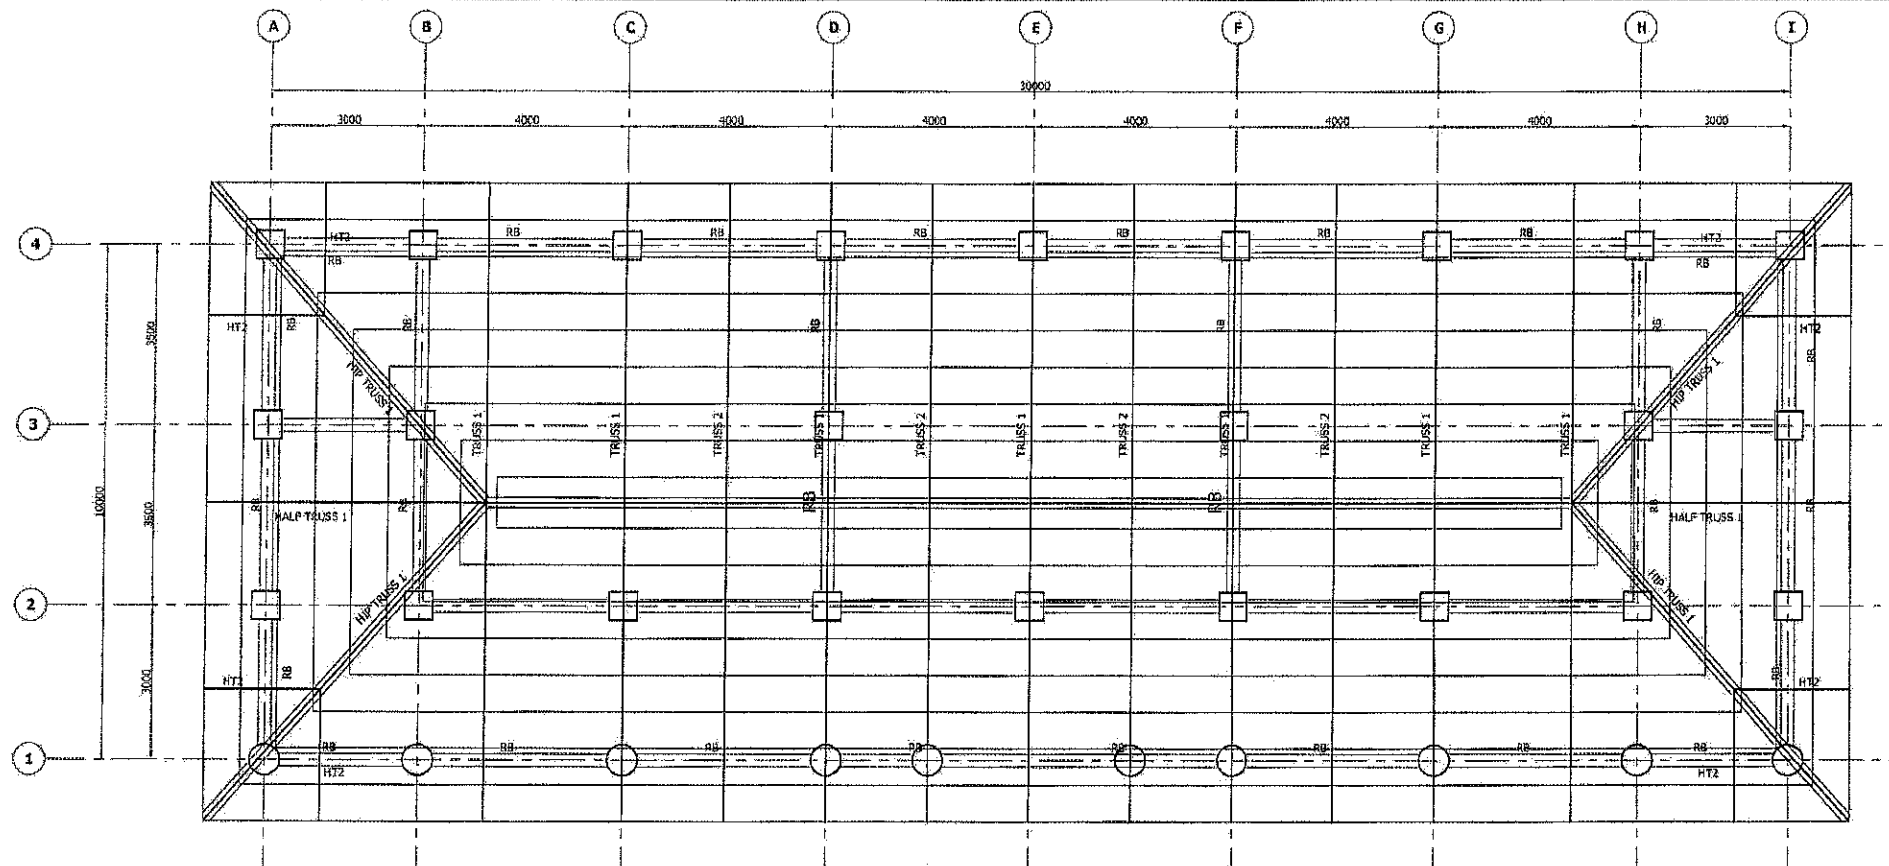 A B C D E F G H I
30000
3000 4000 4000 4000 4000 4000 4000 3000
4
HT2 RB RB RB RB RB RB HT2
RB RB
3500
HT2 RB RB RB RB RB HT2
RB
HIP TRUSS 1 HIP TRUSS 1
3
TRUSS 1 TRUSS 1 TRUSS 2 TRUSS 1 TRUSS 2 TRUSS 1 TRUSS 2 TRUSS 1 TRUSS 2 TRUSS 1 TRUSS 1
10000 3500
RB RB RB RB RB RB
HALF TRUSS 1 HALF TRUSS 1
HIP TRUSS 1 HIP TRUSS 1
2
3000
HT2 RB RB HT2
1
RB RB RB RB RB RB RB RB
HT2 HT2